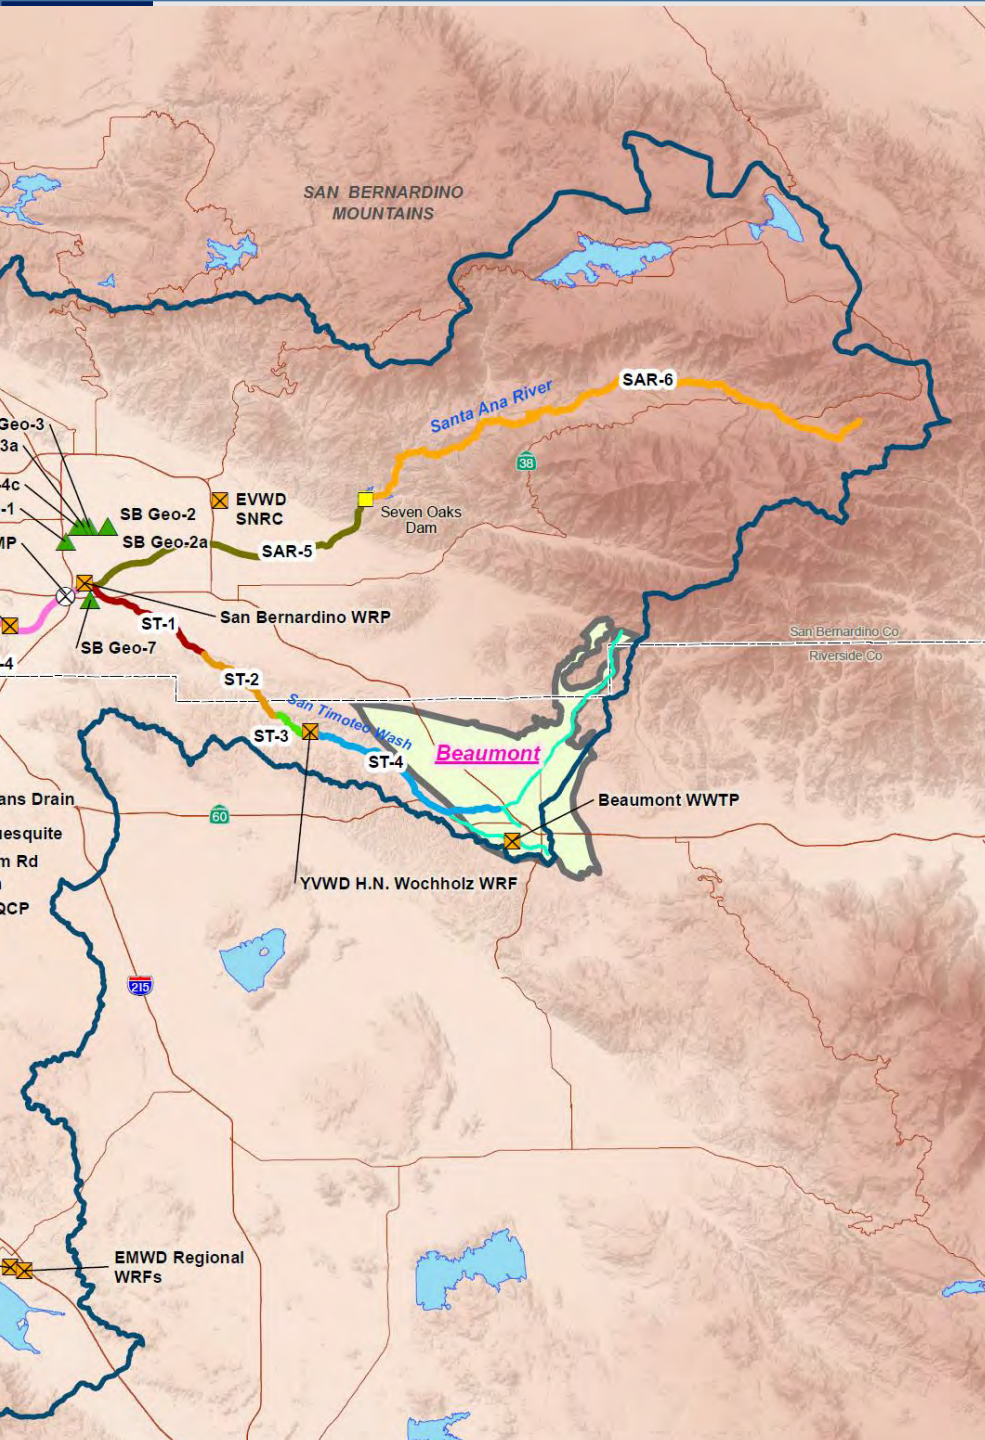 SAN BERNARDINO
MOUNTAINS
SAR-6
Santa Ana River
Geo-3
3a
38
-4c
EVWD
SNRC
-1
SB Geo-2
Seven Oaks
Dam
MP
SB Geo-2a
SAR-5
San Bernardino WRP
ST-1
San Bernardino Co
SB Geo-7
Riverside Co
-4
ST-2
San Timoteo Wash
ST-3
Beaumont
ST-4
ans Drain
Beaumont WWTP
60
uesquite
m Rd
YVWD H.N. Wochholz WRF
QCP
215
EMWD Regional
WRFs